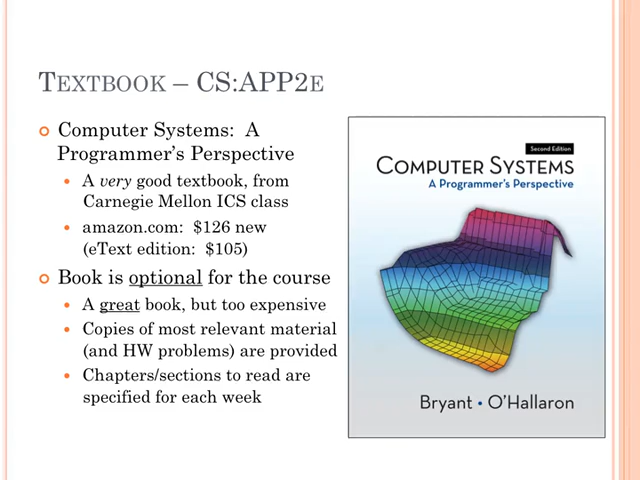 TEXTBOOK – CS:APP2E
Computer Systems: A
Programmer's Perspective
A very good textbook, from
Carnegie Mellon ICS class
amazon.com: $126 new
(eText edition: $105)
Book is optional for the course
A great book, but too expensive
Copies of most relevant material
(and HW problems) are provided
Chapters/sections to read are
specified for each week
Second Edition
COMPUTER SYSTEMS
A Programmer's Perspective
Bryant • O'Hallaron